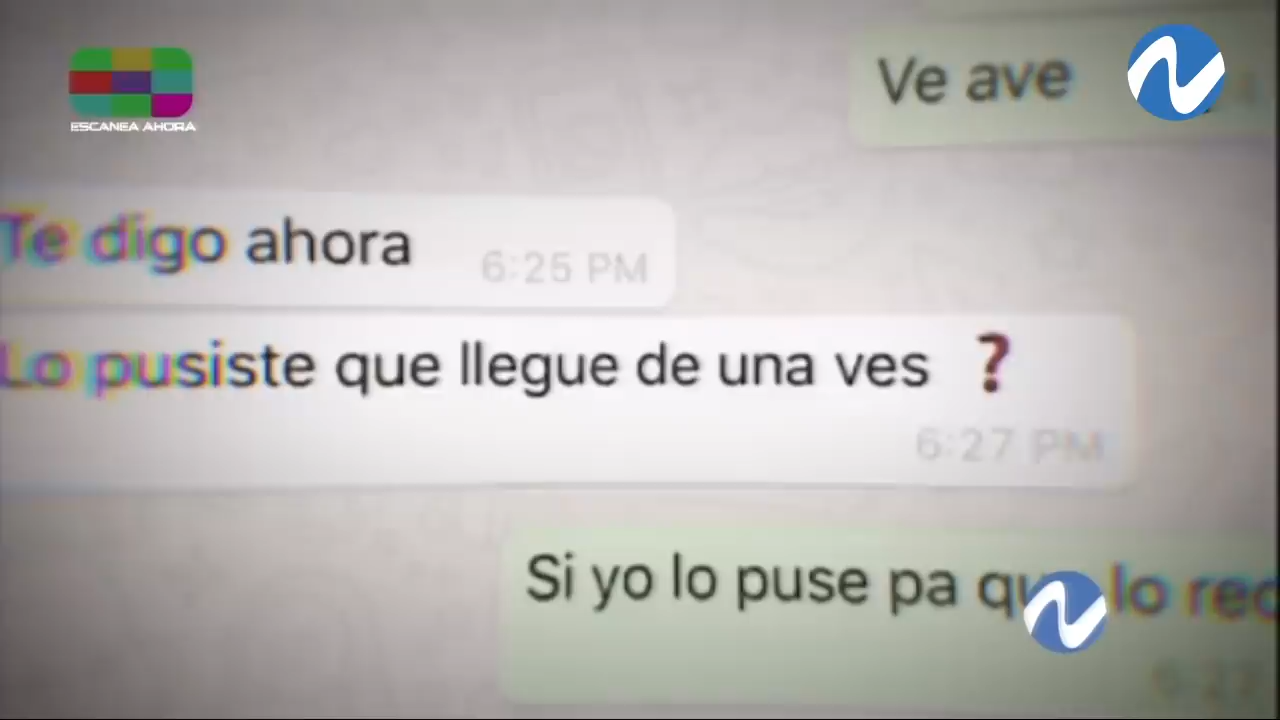 ESCANEA AHORA
Ve ave
Te digo ahora
6:25 PM
Lo pusiste que llegue de una ves ❓
6:27 PM
Si yo lo puse pa lo